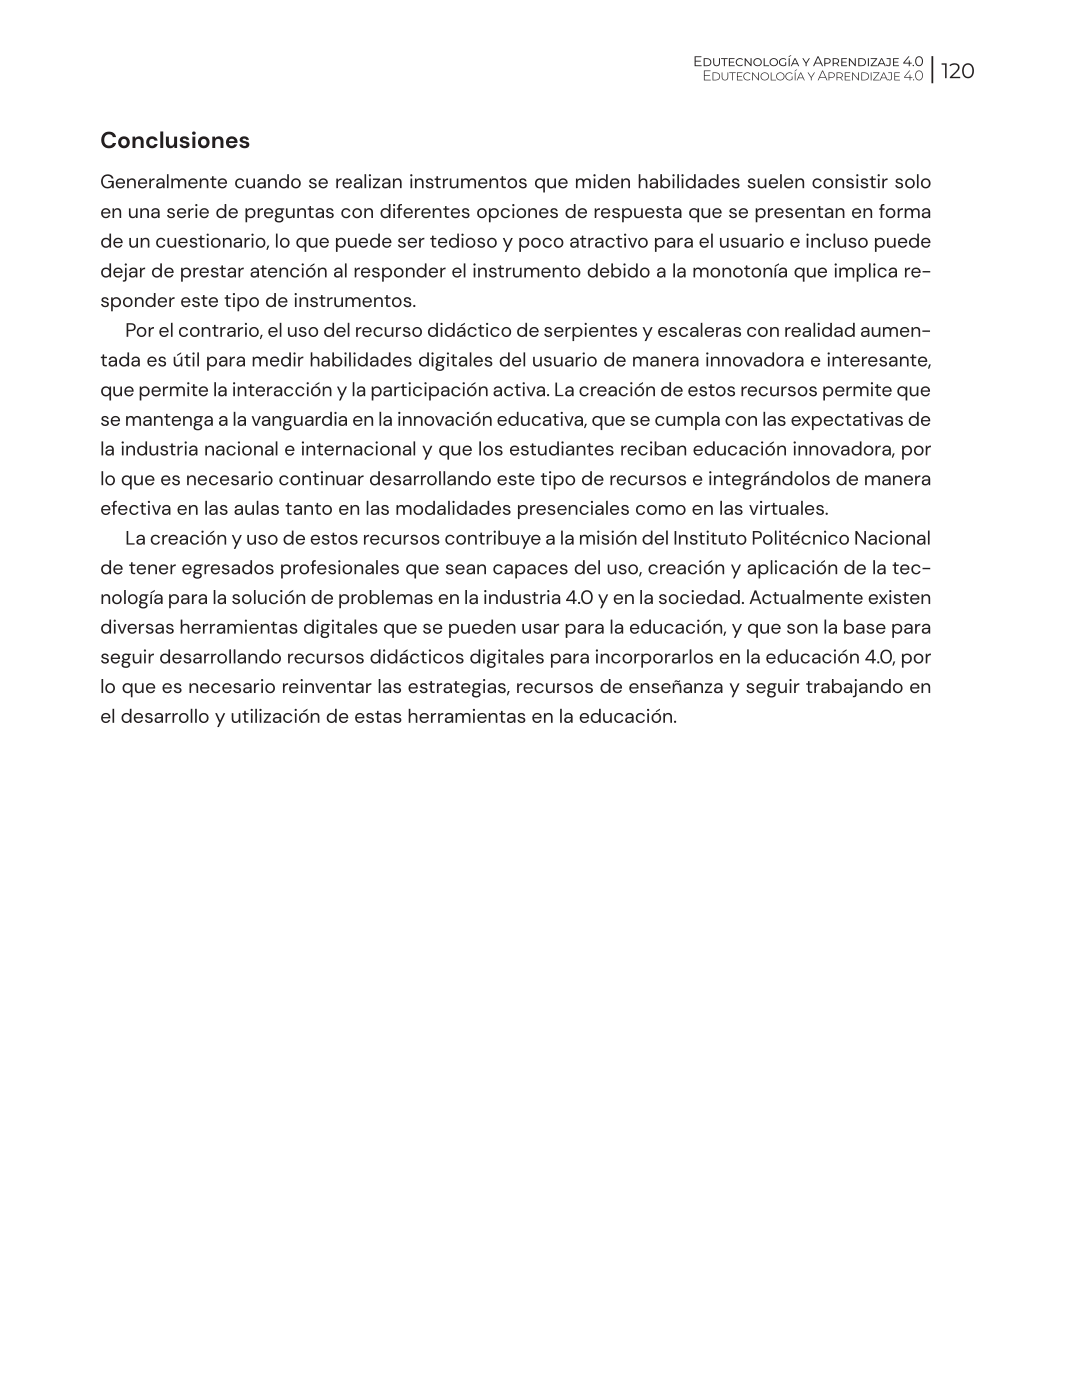 Edutecnología y Aprendizaje 4.0
Edutecnología y Aprendizaje 4.0
120
Conclusiones
Generalmente cuando se realizan instrumentos que miden habilidades suelen consistir solo
en una serie de preguntas con diferentes opciones de respuesta que se presentan en forma
de un cuestionario, lo que puede ser tedioso y poco atractivo para el usuario e incluso puede
dejar de prestar atención al responder el instrumento debido a la monotonía que implica re-
sponder este tipo de instrumentos.
Por el contrario, el uso del recurso didáctico de serpientes y escaleras con realidad aumen-
tada es útil para medir habilidades digitales del usuario de manera innovadora e interesante,
que permite la interacción y la participación activa. La creación de estos recursos permite que
se mantenga a la vanguardia en la innovación educativa, que se cumpla con las expectativas de
la industria nacional e internacional y que los estudiantes reciban educación innovadora, por
lo que es necesario continuar desarrollando este tipo de recursos e integrándolos de manera
efectiva en las aulas tanto en las modalidades presenciales como en las virtuales.
La creación y uso de estos recursos contribuye a la misión del Instituto Politécnico Nacional
de tener egresados profesionales que sean capaces del uso, creación y aplicación de la tec-
nología para la solución de problemas en la industria 4.0 y en la sociedad. Actualmente existen
diversas herramientas digitales que se pueden usar para la educación, y que son la base para
seguir desarrollando recursos didácticos digitales para incorporarlos en la educación 4.0, por
lo que es necesario reinventar las estrategias, recursos de enseñanza y seguir trabajando en
el desarrollo y utilización de estas herramientas en la educación.